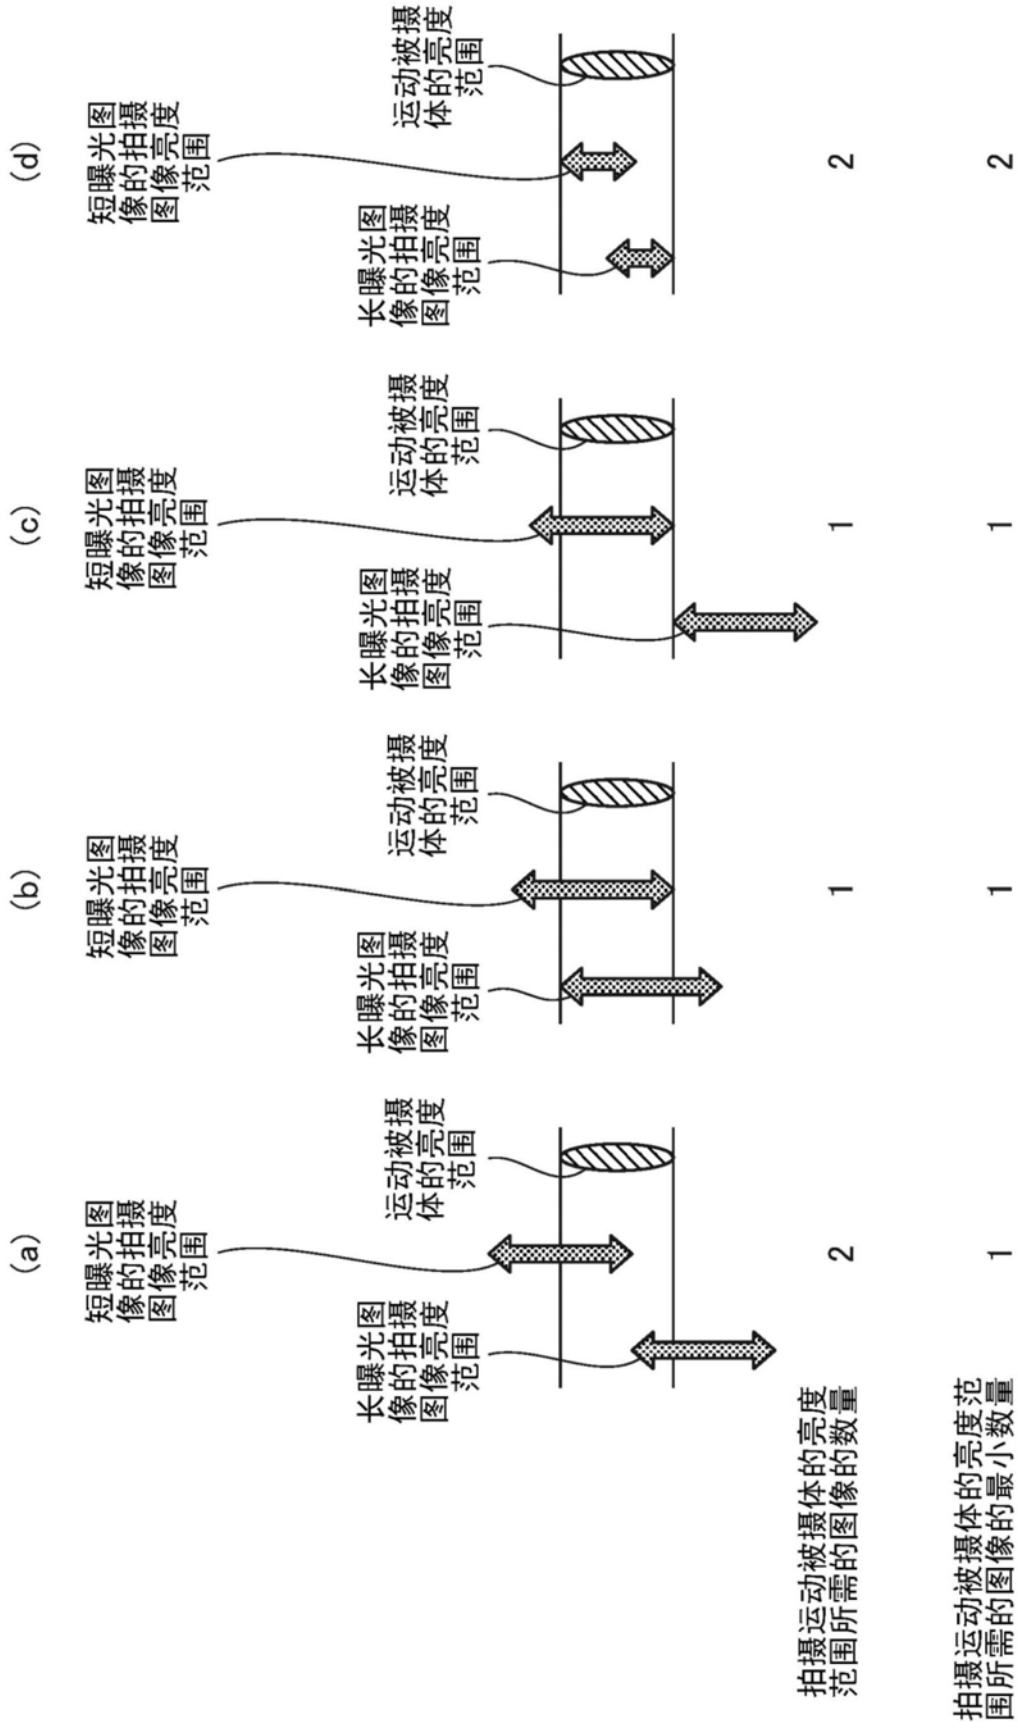 (a)
短曝光图
像的拍摄
图像亮度
范围
长曝光图
像的拍摄
图像亮度
范围
运动被摄
体的亮度
范围
(b)
短曝光图
像的拍摄
图像亮度
范围
长曝光图
像的拍摄
图像亮度
范围
运动被摄
体的亮度
范围
(c)
短曝光图
像的拍摄
图像亮度
范围
长曝光图
像的拍摄
图像亮度
范围
运动被摄
体的亮度
范围
(d)
短曝光图
像的拍摄
图像亮度
范围
长曝光图
像的拍摄
图像亮度
范围
运动被摄
体的亮度
范围
拍摄运动被摄体的亮度
范围所需的图像的数量
2
1
1
2
拍摄运动被摄体的亮度范
围所需的图像的最小数量
1
1
1
2